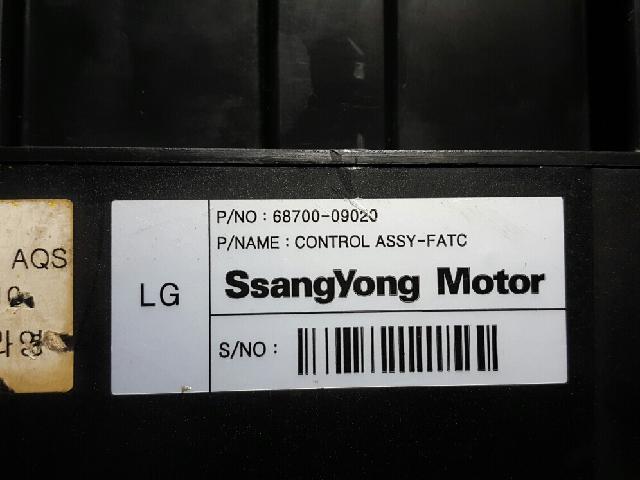 AQS
LG
P/NO : 68700-09020
P/NAME : CONTROL ASSY-FATC
SsangYong Motor
S/NO :